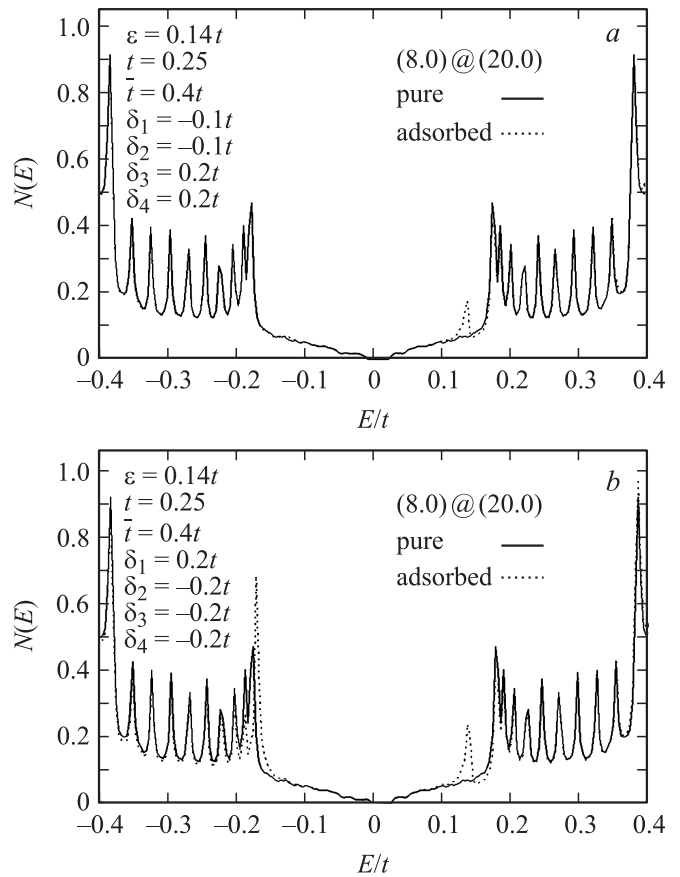 a
ε = 0.14t
t = 0.25
t̄ = 0.4t
δ1 = –0.1t
δ2 = –0.1t
δ3 = 0.2t
δ4 = 0.2t
(8.0)@(20.0)
pure
adsorbed
N(E)
1.0
0.8
0.6
0.4
0.2
0
–0.4 –0.3 –0.2 –0.1 0 0.1 0.2 0.3 0.4
E/t
b
ε = 0.14t
t = 0.25
t̄ = 0.4t
δ1 = 0.2t
δ2 = –0.2t
δ3 = –0.2t
δ4 = –0.2t
(8.0)@(20.0)
pure
adsorbed
N(E)
1.0
0.8
0.6
0.4
0.2
0
–0.4 –0.3 –0.2 –0.1 0 0.1 0.2 0.3 0.4
E/t